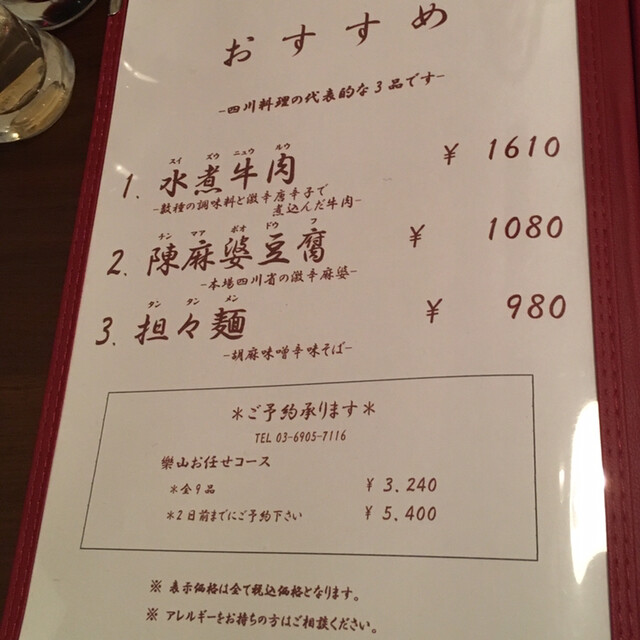 おすすめ
-四川料理の代表的な3品です-
スイ ズウ ニュウ ルウ
1. 水煮牛肉 ¥ 1610
-数種の調味料と激辛唐辛子で
煮込んだ牛肉-
チン マア ポオ ドウ フ
2. 陳麻婆豆腐 ¥ 1080
-本場四川省の激辛麻婆-
タン タン メン
3. 担々麺 ¥ 980
-胡麻味噌辛味そば-
＊ご予約承ります＊
TEL 03-6905-7116
樂山お任せコース
＊全9品 ¥ 3.240
＊2日前までにご予約下さい ¥ 5.400
※ 表示価格は全て税込価格となります。
※ アレルギーをお持ちの方はご相談ください。